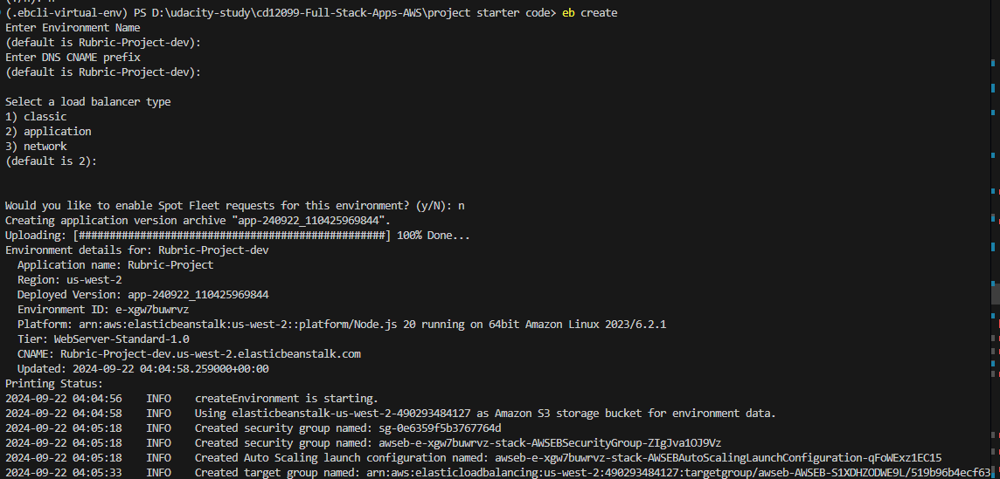 (.ebcli-virtual-env) PS D:\udacity-study\cd12099-Full-Stack-Apps-AWS\project starter code> eb create
Enter Environment Name
(default is Rubric-Project-dev):
Enter DNS CNAME prefix
(default is Rubric-Project-dev):
Select a load balancer type
1) classic
2) application
3) network
(default is 2):
Would you like to enable Spot Fleet requests for this environment? (y/N): n
Creating application version archive "app-240922_110425969844".
Uploading: [##################################################] 100% Done...
Environment details for: Rubric-Project-dev
  Application name: Rubric-Project
  Region: us-west-2
  Deployed Version: app-240922_110425969844
  Environment ID: e-xgw7buwrvz
  Platform: arn:aws:elasticbeanstalk:us-west-2::platform/Node.js 20 running on 64bit Amazon Linux 2023/6.2.1
  Tier: WebServer-Standard-1.0
  CNAME: Rubric-Project-dev.us-west-2.elasticbeanstalk.com
  Updated: 2024-09-22 04:04:58.259000+00:00
Printing Status:
2024-09-22 04:04:56    INFO    createEnvironment is starting.
2024-09-22 04:04:58    INFO    Using elasticbeanstalk-us-west-2-490293484127 as Amazon S3 storage bucket for environment data.
2024-09-22 04:05:18    INFO    Created security group named: sg-0e6359f5b3767764d
2024-09-22 04:05:18    INFO    Created security group named: awseb-e-xgw7buwrvz-stack-AWSEBSecurityGroup-ZIgJva1OJ9Vz
2024-09-22 04:05:18    INFO    Created Auto Scaling launch configuration named: awseb-e-xgw7buwrvz-stack-AWSEBAutoScalingLaunchConfiguration-qFoWExz1EC15
2024-09-22 04:05:33    INFO    Created target group named: arn:aws:elasticloadbalancing:us-west-2:490293484127:targetgroup/awseb-AWSEB-S1XDHZODWE9L/519b96b4ecf63